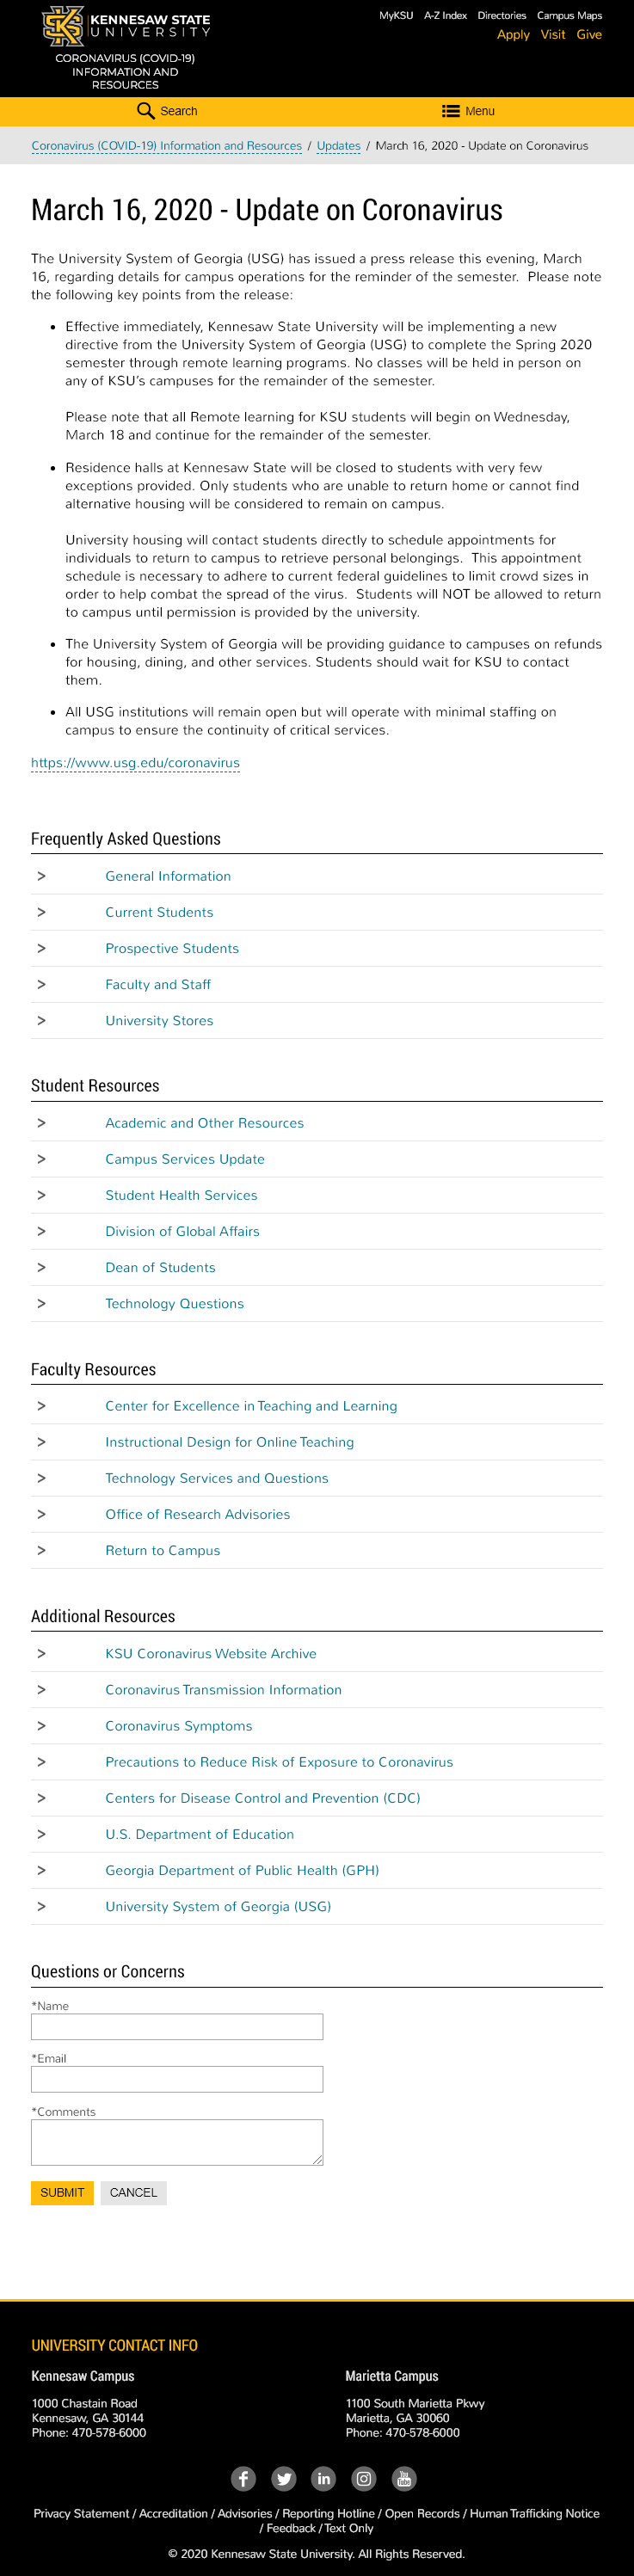 KENNESAW STATE
UNIVERSITY
CORONAVIRUS (COVID-19)
INFORMATION AND
RESOURCES
MyKSU A-Z Index Directories Campus Maps
Apply Visit Give
Search Menu
Coronavirus (COVID-19) Information and Resources / Updates / March 16, 2020 - Update on Coronavirus
March 16, 2020 - Update on Coronavirus
The University System of Georgia (USG) has issued a press release this evening, March
16, regarding details for campus operations for the reminder of the semester. Please note
the following key points from the release:
• Effective immediately, Kennesaw State University will be implementing a new
directive from the University System of Georgia (USG) to complete the Spring 2020
semester through remote learning programs. No classes will be held in person on
any of KSU's campuses for the remainder of the semester.
Please note that all Remote learning for KSU students will begin on Wednesday,
March 18 and continue for the remainder of the semester.
• Residence halls at Kennesaw State will be closed to students with very few
exceptions provided. Only students who are unable to return home or cannot find
alternative housing will be considered to remain on campus.
University housing will contact students directly to schedule appointments for
individuals to return to campus to retrieve personal belongings. This appointment
schedule is necessary to adhere to current federal guidelines to limit crowd sizes in
order to help combat the spread of the virus. Students will NOT be allowed to return
to campus until permission is provided by the university.
• The University System of Georgia will be providing guidance to campuses on refunds
for housing, dining, and other services. Students should wait for KSU to contact
them.
• All USG institutions will remain open but will operate with minimal staffing on
campus to ensure the continuity of critical services.
https://www.usg.edu/coronavirus
Frequently Asked Questions
> General Information
> Current Students
> Prospective Students
> Faculty and Staff
> University Stores
Student Resources
> Academic and Other Resources
> Campus Services Update
> Student Health Services
> Division of Global Affairs
> Dean of Students
> Technology Questions
Faculty Resources
> Center for Excellence in Teaching and Learning
> Instructional Design for Online Teaching
> Technology Services and Questions
> Office of Research Advisories
> Return to Campus
Additional Resources
> KSU Coronavirus Website Archive
> Coronavirus Transmission Information
> Coronavirus Symptoms
> Precautions to Reduce Risk of Exposure to Coronavirus
> Centers for Disease Control and Prevention (CDC)
> U.S. Department of Education
> Georgia Department of Public Health (GPH)
> University System of Georgia (USG)
Questions or Concerns
*Name
*Email
*Comments
SUBMIT CANCEL
UNIVERSITY CONTACT INFO
Kennesaw Campus
1000 Chastain Road
Kennesaw, GA 30144
Phone: 470-578-6000
Marietta Campus
1100 South Marietta Pkwy
Marietta, GA 30060
Phone: 470-578-6000
Privacy Statement / Accreditation / Advisories / Reporting Hotline / Open Records / Human Trafficking Notice
/ Feedback / Text Only
© 2020 Kennesaw State University. All Rights Reserved.